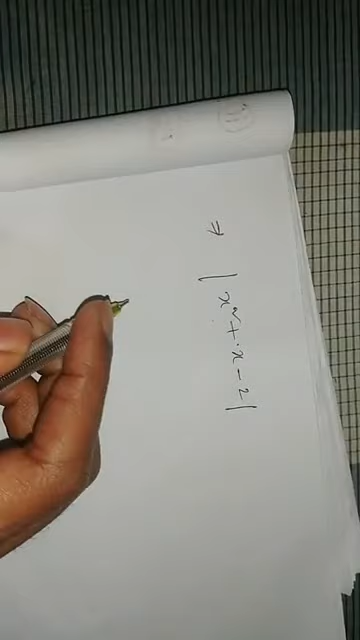 ⇒ |x² + x - 2|